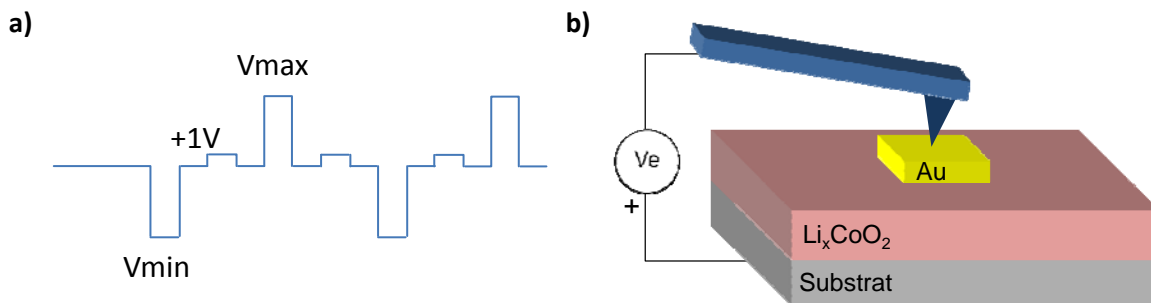 a)
Vmax
+1V
Vmin
b)
Ve
+
Au
LixCoO2
Substrat